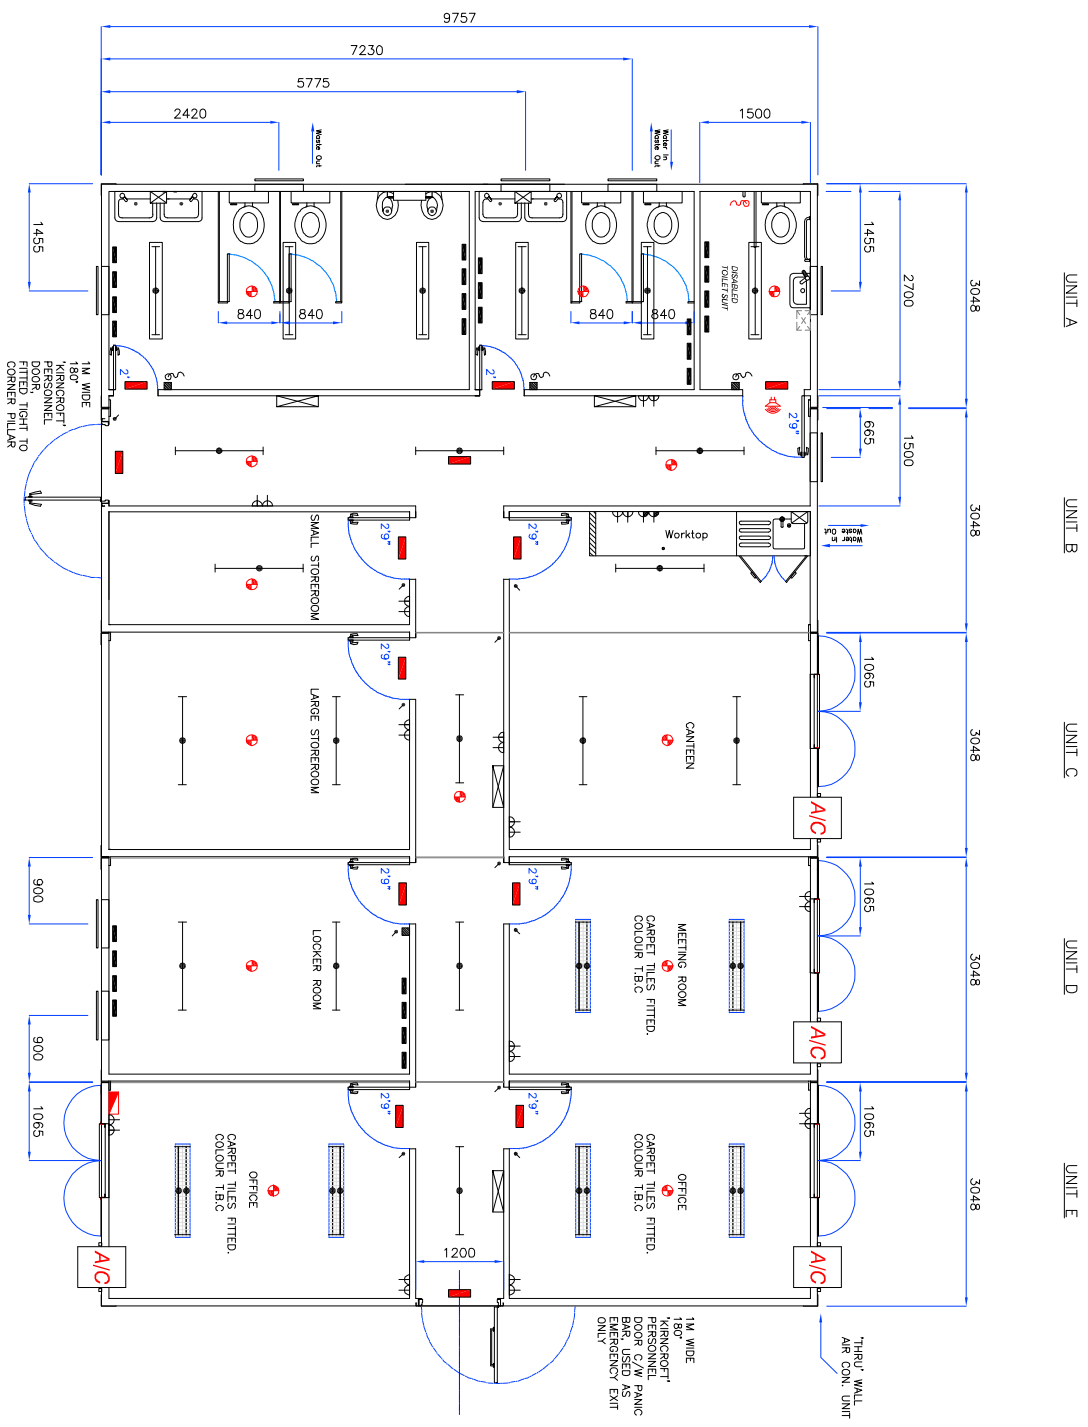 9757
7230
5775
2420
1500
Waste Out
Water In
Waste Out
1455
1455
2700
3048
UNIT A
DISABLED
TOILET SUIT
840
840
840
840
2'
2'
2'9"
1M WIDE
180°
'KIRNCROFT'
PERSONNEL
DOOR,
FITTED TIGHT TO
CORNER PILLAR
665
1500
3048
UNIT B
SMALL STOREROOM
2'9"
2'9"
Worktop
Water In
Waste Out
2'9"
LARGE STOREROOM
CANTEEN
1065
3048
UNIT C
A/C
900
2'9"
2'9"
LOCKER ROOM
MEETING ROOM
CARPET TILES FITTED.
COLOUR T.B.C
1065
3048
UNIT D
A/C
900
1065
2'9"
2'9"
OFFICE
CARPET TILES FITTED.
COLOUR T.B.C
OFFICE
CARPET TILES FITTED.
COLOUR T.B.C
1065
3048
UNIT E
1200
A/C
A/C
1M WIDE
180°
'KIRNCROFT'
PERSONNEL
DOOR C/W PANIC
BAR, USED AS
EMERGENCY EXIT
ONLY
'THRU' WALL
AIR CON. UNIT